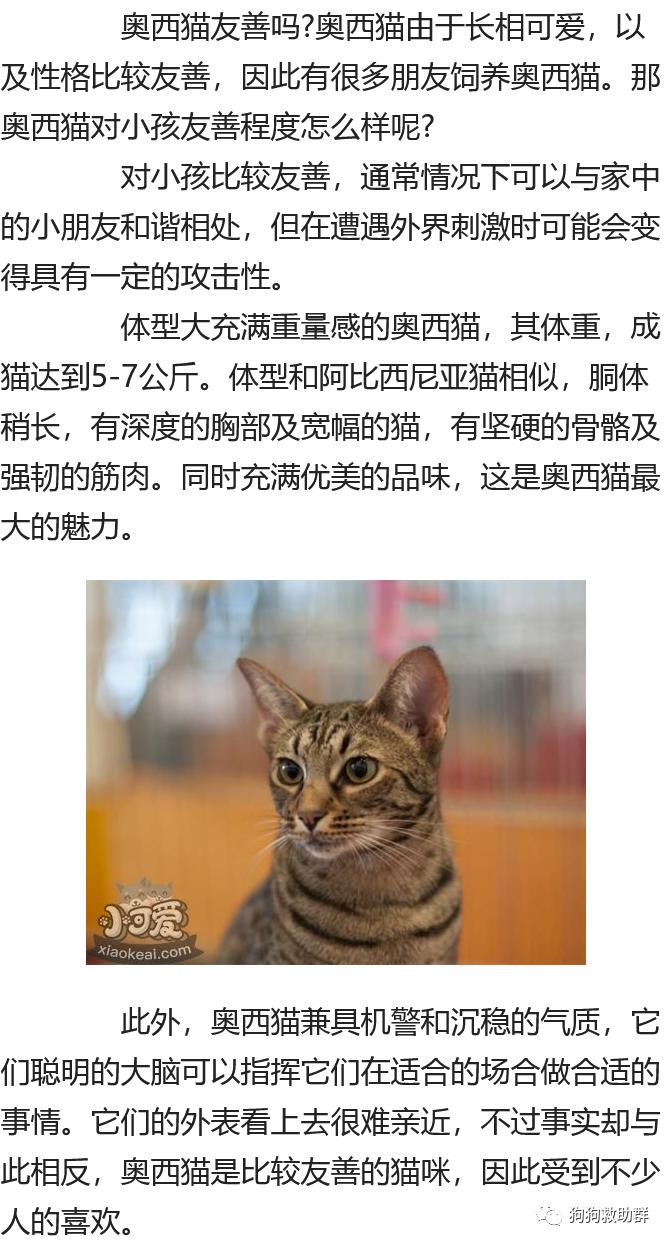 奥西猫友善吗?奥西猫由于长相可爱，以
及性格比较友善，因此有很多朋友饲养奥西猫。那
奥西猫对小孩友善程度怎么样呢?
对小孩比较友善，通常情况下可以与家中
的小朋友和谐相处，但在遭遇外界刺激时可能会变
得具有一定的攻击性。
体型大充满重量感的奥西猫，其体重，成
猫达到5-7公斤。体型和阿比西尼亚猫相似，胴体
稍长，有深度的胸部及宽幅的猫，有坚硬的骨骼及
强韧的筋肉。同时充满优美的品味，这是奥西猫最
大的魅力。
小可爱
xiaokeai.com
此外，奥西猫兼具机警和沉稳的气质，它
们聪明的大脑可以指挥它们在适合的场合做合适的
事情。它们的外表看上去很难亲近，不过事实却与
此相反，奥西猫是比较友善的猫咪，因此受到不少
人的喜欢。
狗狗救助群